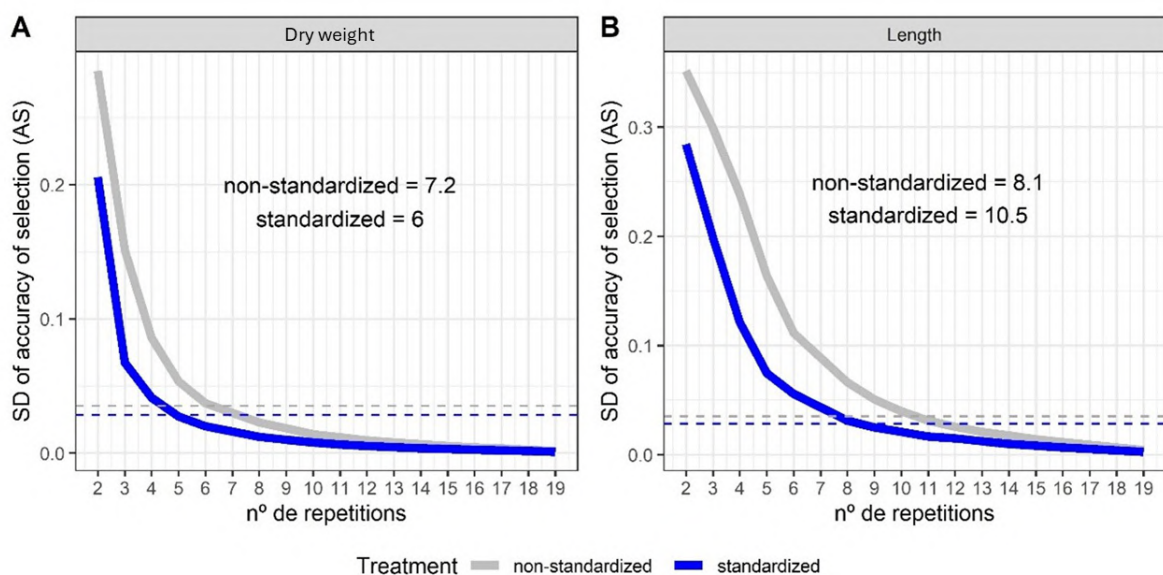 A
Dry weight
SD of accuracy of selection (AS)
0.2
0.1
0.0
non-standardized = 7.2
standardized = 6
2 3 4 5 6 7 8 9 10 11 12 13 14 15 16 17 18 19
nº de repetitions
B
Length
SD of accuracy of selection (AS)
0.3
0.2
0.1
0.0
non-standardized = 8.1
standardized = 10.5
2 3 4 5 6 7 8 9 10 11 12 13 14 15 16 17 18 19
nº de repetitions
Treatment non-standardized standardized